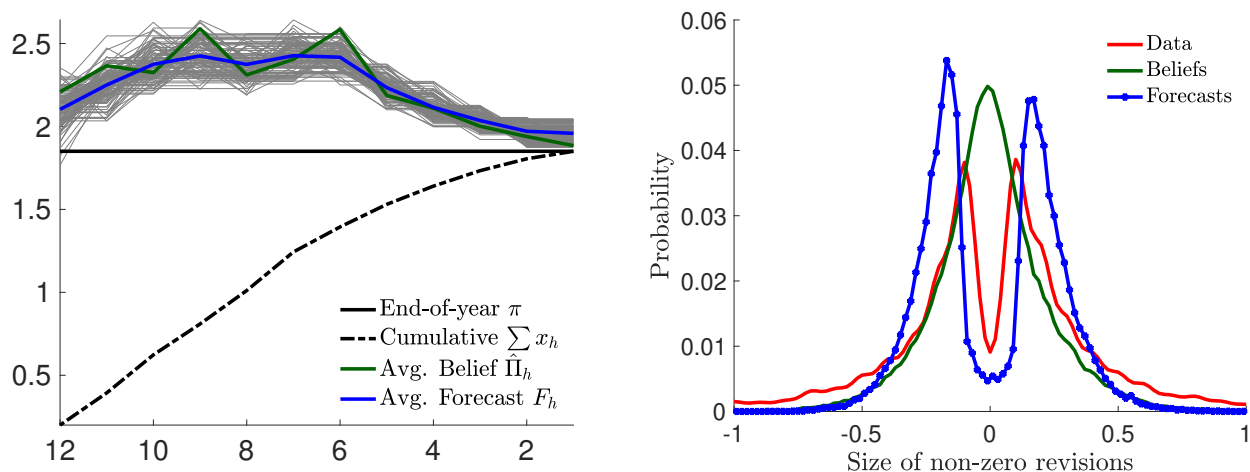 2.5
2
1.5
1
0.5
12
10
8
6
4
2
End-of-year π
Cumulative ∑ x_h
Avg. Belief Π̂_h
Avg. Forecast F_h
0.06
0.05
0.04
0.03
0.02
0.01
0
Probability
Data
Beliefs
Forecasts
-1
-0.5
0
0.5
1
Size of non-zero revisions